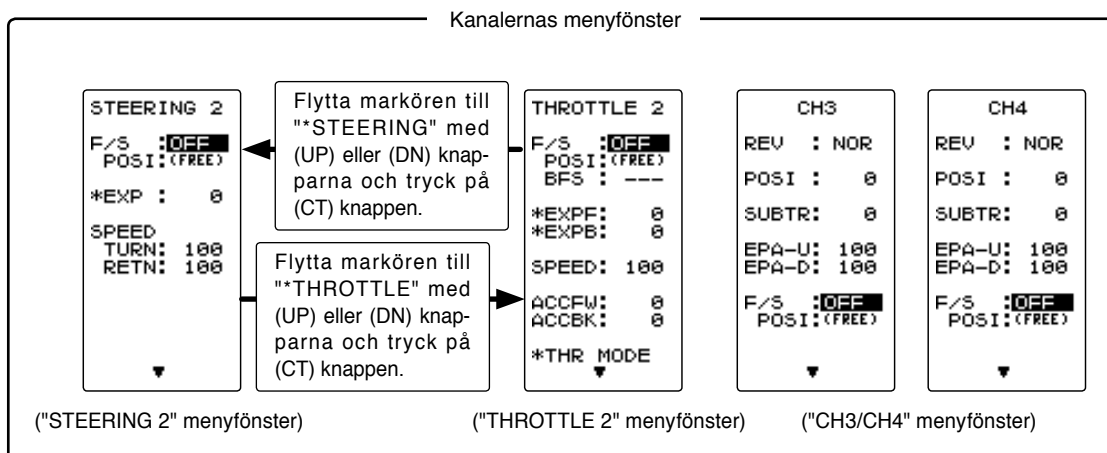 Kanalernas menyfönster
STEERING 2
F/S :OFF
POSI:(FREE)
*EXP : 0
SPEED
TURN: 100
RETN: 100
▼
("STEERING 2" menyfönster)
Flytta markören till
"*STEERING" med
(UP) eller (DN) knap-
parna och tryck på
(CT) knappen.
Flytta markören till
"*THROTTLE" med
(UP) eller (DN) knap-
parna och tryck på
(CT) knappen.
THROTTLE 2
F/S :OFF
POSI:(FREE)
BFS : ---
*EXPF: 0
*EXPB: 0
SPEED: 100
ACCFW: 0
ACCBK: 0
*THR MODE
▼
("THROTTLE 2" menyfönster)
CH3
REV : NOR
POSI : 0
SUBTR: 0
EPA-U: 100
EPA-D: 100
F/S :OFF
POSI:(FREE)
▼
CH4
REV : NOR
POSI : 0
SUBTR: 0
EPA-U: 100
EPA-D: 100
F/S :OFF
POSI:(FREE)
▼
("CH3/CH4" menyfönster)